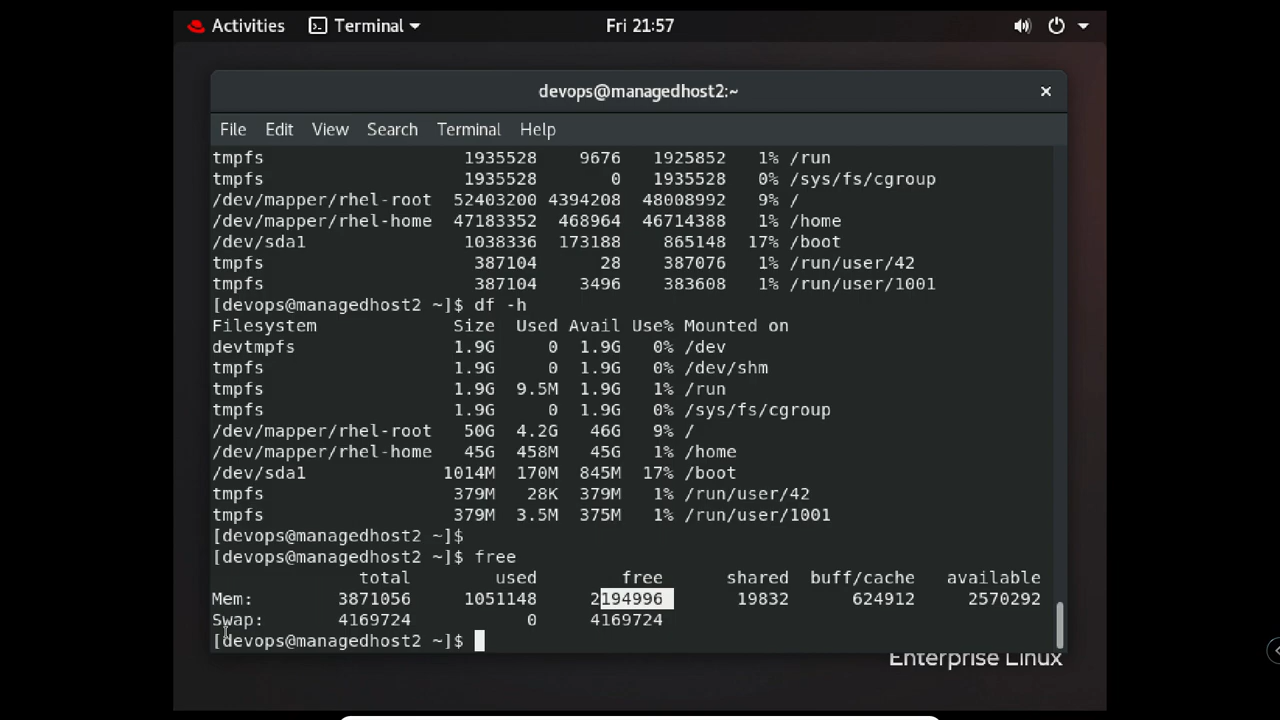 Activities Terminal Fri 21:57
devops@managedhost2:~
File Edit View Search Terminal Help
tmpfs 1935528 9676 1925852 1% /run
tmpfs 1935528 0 1935528 0% /sys/fs/cgroup
/dev/mapper/rhel-root 52403200 4394208 48008992 9% /
/dev/mapper/rhel-home 47183352 468964 46714388 1% /home
/dev/sda1 1038336 173188 865148 17% /boot
tmpfs 387104 28 387076 1% /run/user/42
tmpfs 387104 3496 383608 1% /run/user/1001
[devops@managedhost2 ~]$ df -h
Filesystem Size Used Avail Use% Mounted on
devtmpfs 1.9G 0 1.9G 0% /dev
tmpfs 1.9G 0 1.9G 0% /dev/shm
tmpfs 1.9G 9.5M 1.9G 1% /run
tmpfs 1.9G 0 1.9G 0% /sys/fs/cgroup
/dev/mapper/rhel-root 50G 4.2G 46G 9% /
/dev/mapper/rhel-home 45G 458M 45G 1% /home
/dev/sda1 1014M 170M 845M 17% /boot
tmpfs 379M 28K 379M 1% /run/user/42
tmpfs 379M 3.5M 375M 1% /run/user/1001
[devops@managedhost2 ~]$
[devops@managedhost2 ~]$ free
total used free shared buff/cache available
Mem: 3871056 1051148 2194996 19832 624912 2570292
Swap: 4169724 0 4169724
[devops@managedhost2 ~]$
Enterprise Linux